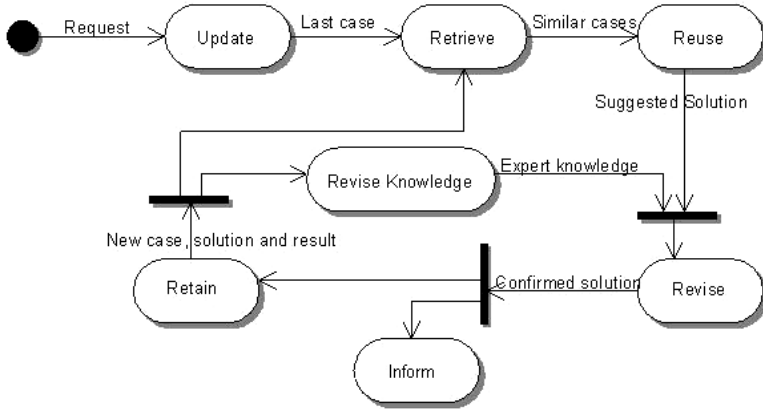 Request
Update
Last case
Retrieve
Similar cases
Reuse
Suggested Solution
Revise Knowledge
Expert knowledge
New case, solution and result
Retain
Confirmed solution
Revise
Inform